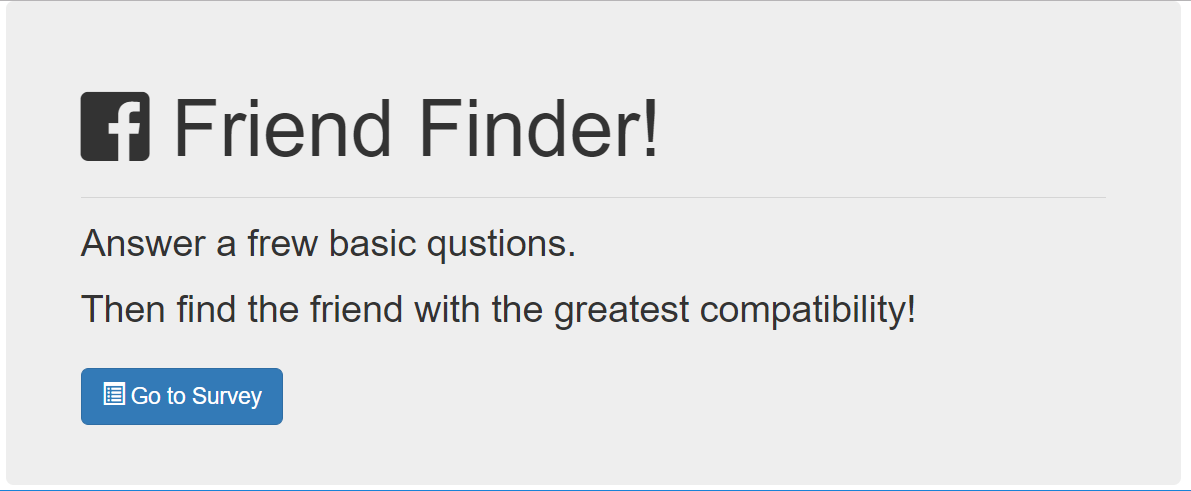 Friend Finder!
Answer a frew basic qustions.
Then find the friend with the greatest compatibility!
Go to Survey